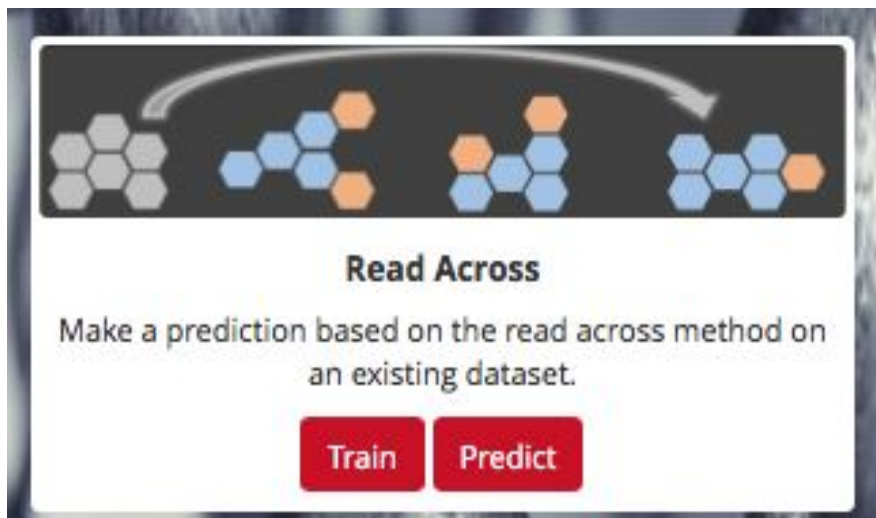 Read Across
Make a prediction based on the read across method on
an existing dataset.
Train Predict